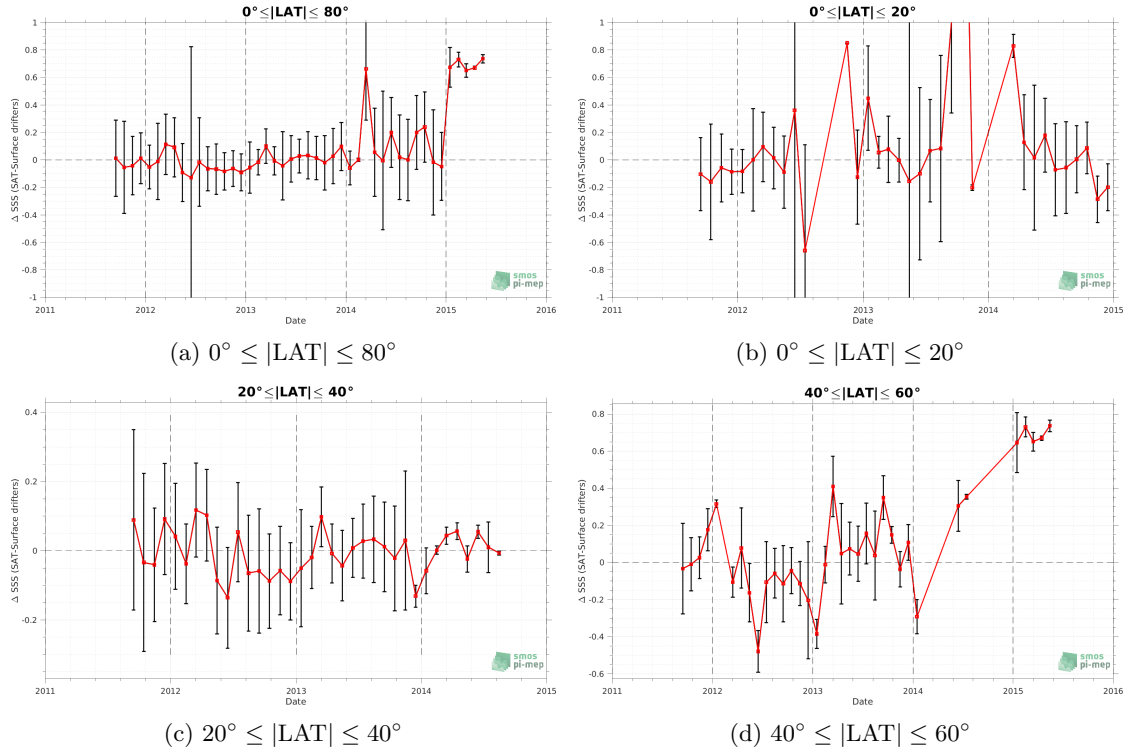 0°≤|LAT|≤ 80°
1
0.8
0.6
0.4
0.2
0
-0.2
-0.4
-0.6
-0.8
-1
Δ SSS (SAT-Surface drifters)
2011
2012
2013
2014
2015
2016
Date
smos
pi-mep
(a) 0° ≤ |LAT| ≤ 80°
0°≤|LAT|≤ 20°
1
0.8
0.6
0.4
0.2
0
-0.2
-0.4
-0.6
-0.8
-1
Δ SSS (SAT-Surface drifters)
2011
2012
2013
2014
2015
Date
smos
pi-mep
(b) 0° ≤ |LAT| ≤ 20°
20°≤|LAT|≤ 40°
0.4
0.2
0
-0.2
Δ SSS (SAT-Surface drifters)
2011
2012
2013
2014
2015
Date
smos
pi-mep
(c) 20° ≤ |LAT| ≤ 40°
40°≤|LAT|≤ 60°
0.8
0.6
0.4
0.2
0
-0.2
-0.4
-0.6
Δ SSS (SAT-Surface drifters)
2011
2012
2013
2014
2015
2016
Date
smos
pi-mep
(d) 40° ≤ |LAT| ≤ 60°